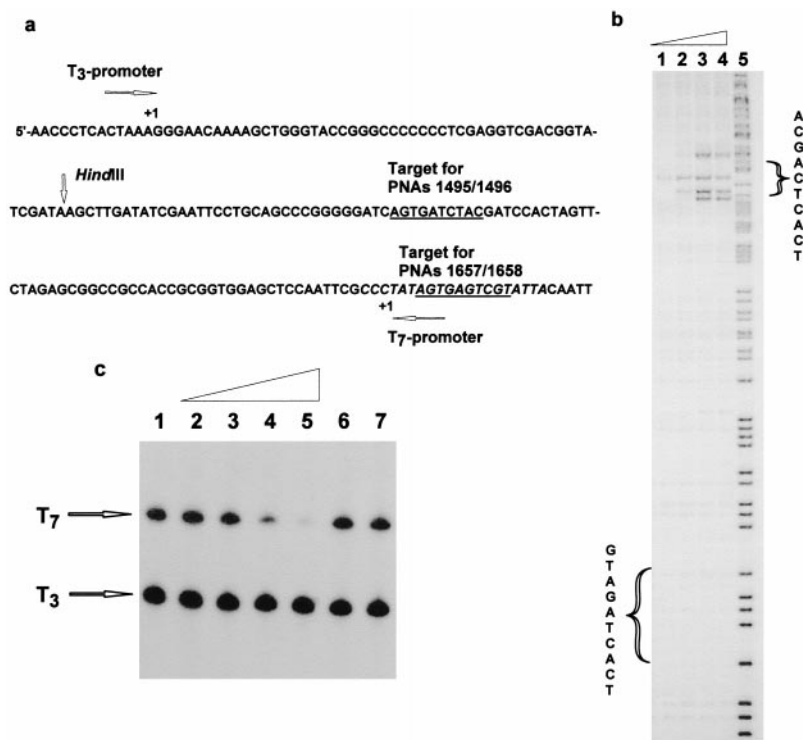 a
T3-promoter
+1
5'-AACCCTCACTAAAGGGAACAAAAGCTGGGTACCGGGCCCCCCCTCGAGGTCGACGGTA-
HindIII
Target for
PNAs 1495/1496
TCGATAAGCTTGATATCGAATTCCTGCAGCCCGGGGGATCAGTGATCTACGATCCACTAGTT-
Target for
PNAs 1657/1658
CTAGAGCGGCCGCCACCGCGGTGGAGCTCCAATTCGCCCTATAGTGAGTCGTATTACAATT
+1
T7-promoter
b
1 2 3 4 5
A
C
G
A
C
T
C
A
C
T
G
T
A
G
A
T
C
A
C
T
c
1 2 3 4 5 6 7
T7
T3